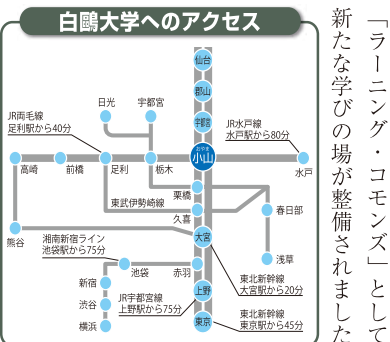 「ラーニング・コモンズ」として
新たな学びの場が整備されました
白鷗大学へのアクセス
仙台
郡山
日光
宇都宮
宇都宮
JR両毛線
足利駅から40分
JR水戸線
水戸駅から80分
おやま
小山
高崎
前橋
足利
栃木
水戸
栗橋
東武伊勢崎線
久喜
春日部
熊谷
大宮
湘南新宿ライン
池袋駅から75分
浅草
池袋
赤羽
東北新幹線
大宮駅から20分
新宿
上野
JR宇都宮線
上野駅から75分
渋谷
東北新幹線
東京駅から45分
横浜
東京